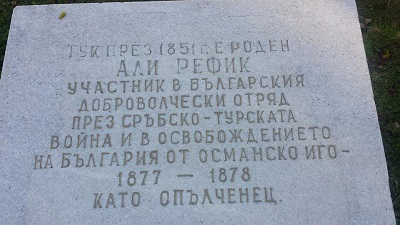 ТУК ПРЕЗ 1851 Г. Е РОДЕН
АЛИ РЕФИК
УЧАСТНИК В БЪЛГАРСКИЯ
ДОБРОВОЛЧЕСКИ ОТРЯД
ПРЕЗ СРЪБСКО-ТУРСКАТА
ВОЙНА И В ОСВОБОЖДЕНИЕТО
НА БЪЛГАРИЯ ОТ ОСМАНСКО ИГО-
1877 — 1878
КАТО ОПЪЛЧЕНЕЦ.